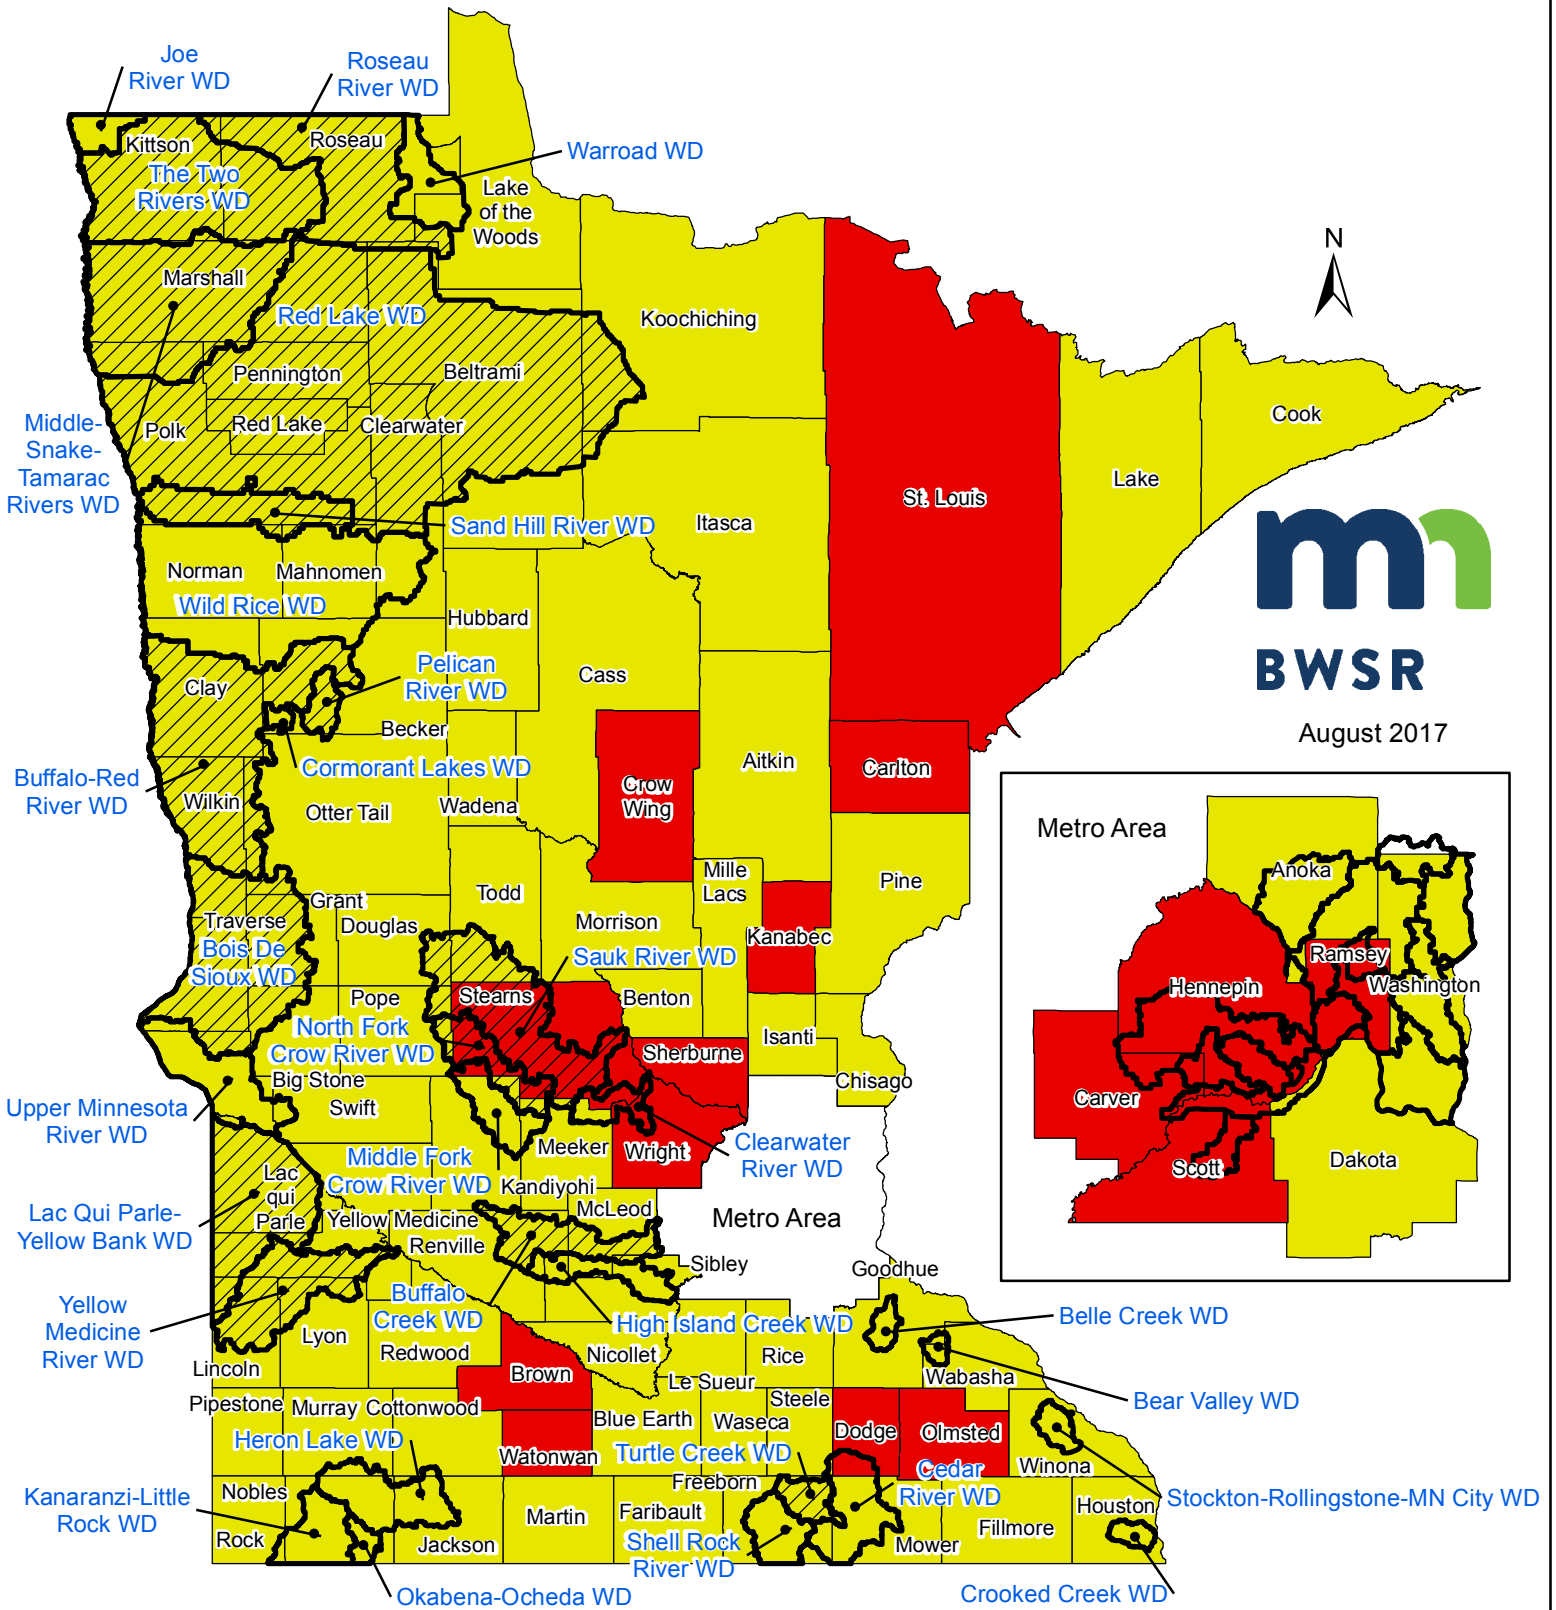 Joe
River WD
Roseau
River WD
Kittson
Roseau
The Two
Rivers WD
Warroad WD
Lake
of the
Woods
N
Marshall
Red Lake WD
Koochiching
Pennington
Beltrami
Cook
Middle-
Snake-
Tamarac
Rivers WD
Polk
Red Lake
Clearwater
Lake
St. Louis
Sand Hill River WD
Itasca
mn
Norman
Mahnomen
Wild Rice WD
Hubbard
BWSR
Pelican
River WD
Cass
Clay
Becker
August 2017
Buffalo-Red
River WD
Cormorant Lakes WD
Aitkin
Carlton
Crow
Wing
Wilkin
Otter Tail
Wadena
Metro Area
Mille
Lacs
Pine
Anoka
Todd
Grant
Douglas
Morrison
Kanabec
Traverse
Bois De
Sioux WD
Sauk River WD
Ramsey
Hennepin
Washington
Pope
Stearns
Benton
North Fork
Crow River WD
Isanti
Sherburne
Big Stone
Chisago
Carver
Swift
Upper Minnesota
River WD
Meeker
Wright
Clearwater
River WD
Middle Fork
Crow River WD
Scott
Dakota
Lac
qui
Parle
Kandiyohi
McLeod
Lac Qui Parle-
Yellow Bank WD
Yellow Medicine
Renville
Metro Area
Sibley
Goodhue
Yellow
Medicine
River WD
Buffalo
Creek WD
High Island Creek WD
Belle Creek WD
Lyon
Redwood
Nicollet
Rice
Lincoln
Brown
Le Sueur
Wabasha
Bear Valley WD
Pipestone
Murray
Cottonwood
Blue Earth
Waseca
Steele
Dodge
Olmsted
Heron Lake WD
Watonwan
Turtle Creek WD
Winona
Cedar
River WD
Freeborn
Nobles
Kanaranzi-Little
Rock WD
Stockton-Rollingstone-MN City WD
Houston
Martin
Faribault
Fillmore
Rock
Jackson
Shell Rock
River WD
Mower
Okabena-Ocheda WD
Crooked Creek WD